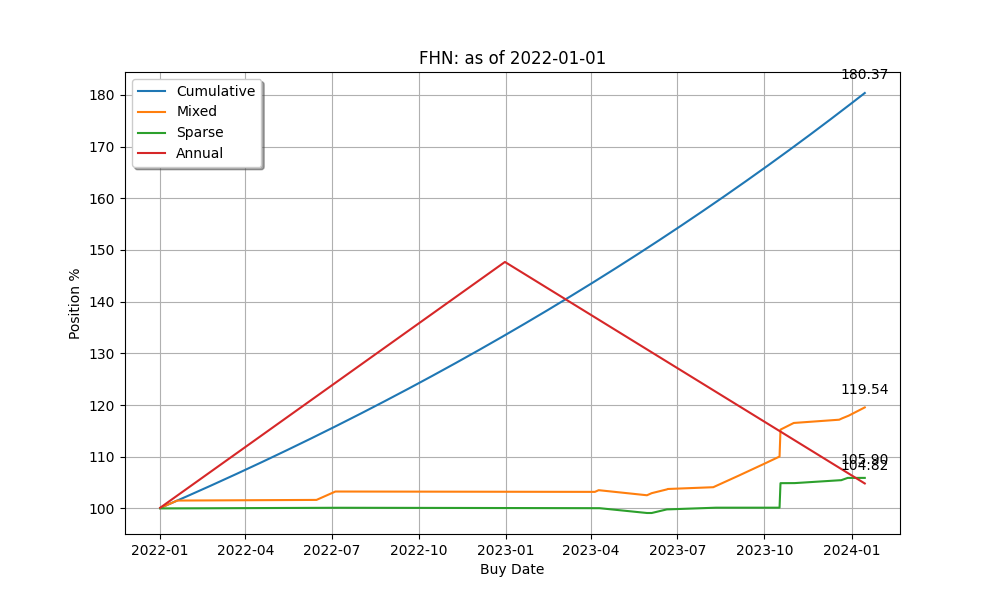 FHN: as of 2022-01-01
180.37
180
Cumulative
Mixed
Sparse
Annual
170
160
150
140
130
120
110
100
119.54
105.90
104.82
Position %
2022-01 2022-04 2022-07 2022-10 2023-01 2023-04 2023-07 2023-10 2024-01
Buy Date